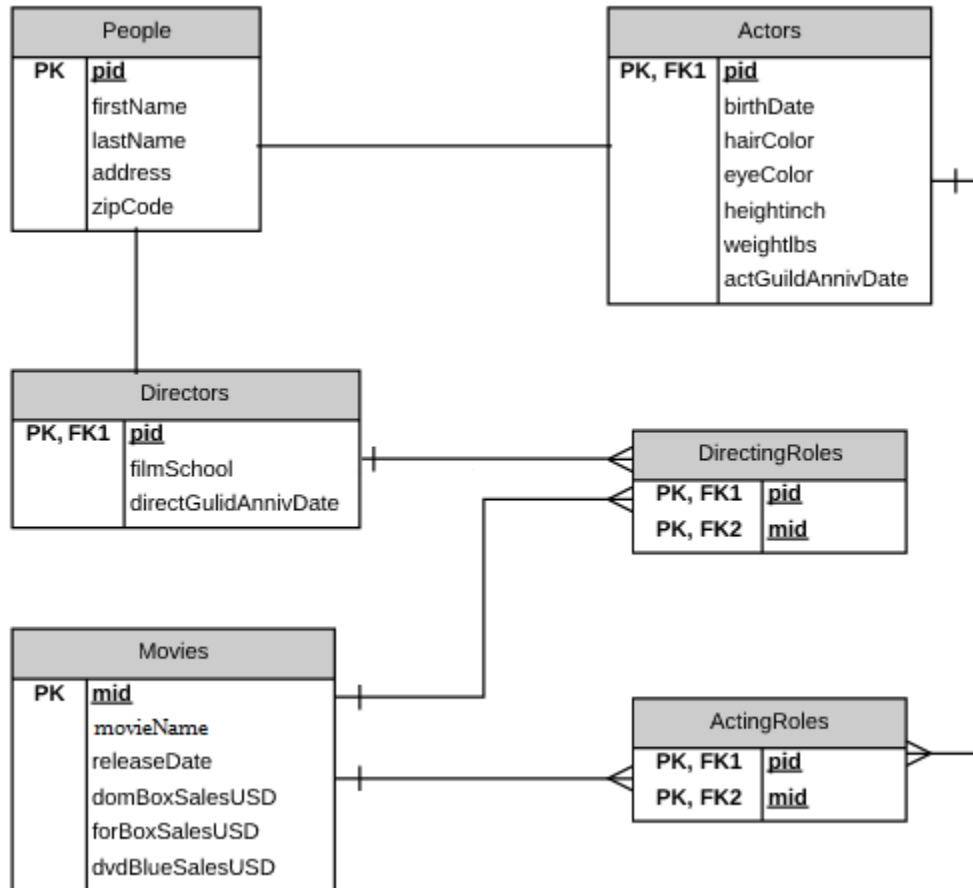 People
PK pid
firstName
lastName
address
zipCode
Actors
PK, FK1 pid
birthDate
hairColor
eyeColor
heightinch
weightlbs
actGuildAnnivDate
Directors
PK, FK1 pid
filmSchool
directGulidAnnivDate
DirectingRoles
PK, FK1 pid
PK, FK2 mid
Movies
PK mid
movieName
releaseDate
domBoxSalesUSD
forBoxSalesUSD
dvdBlueSalesUSD
ActingRoles
PK, FK1 pid
PK, FK2 mid